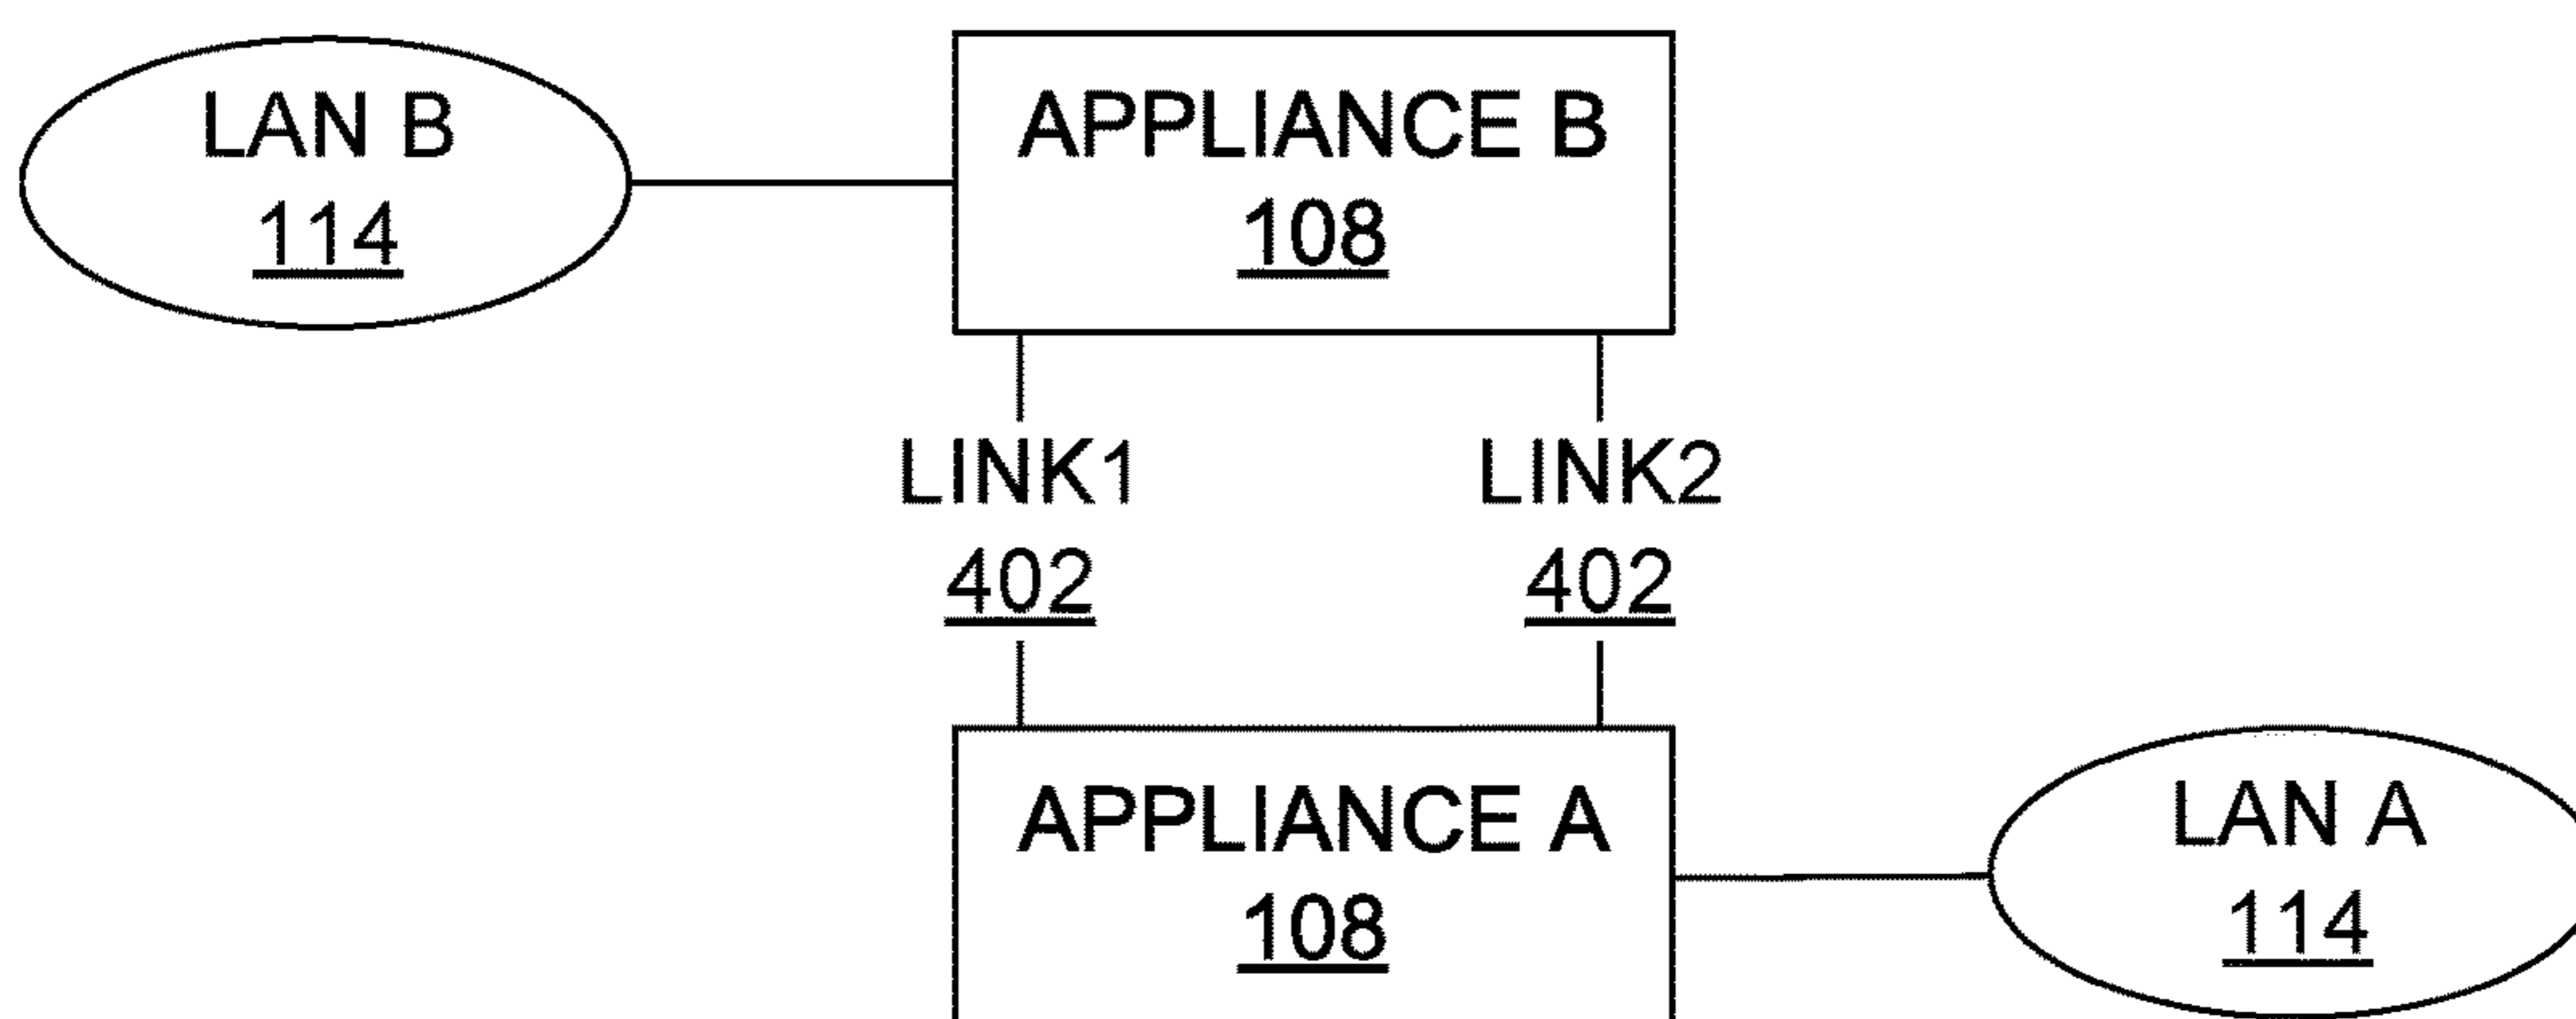 LAN B
114
APPLIANCE B
108
LINK1
402
LINK2
402
APPLIANCE A
108
LAN A
114